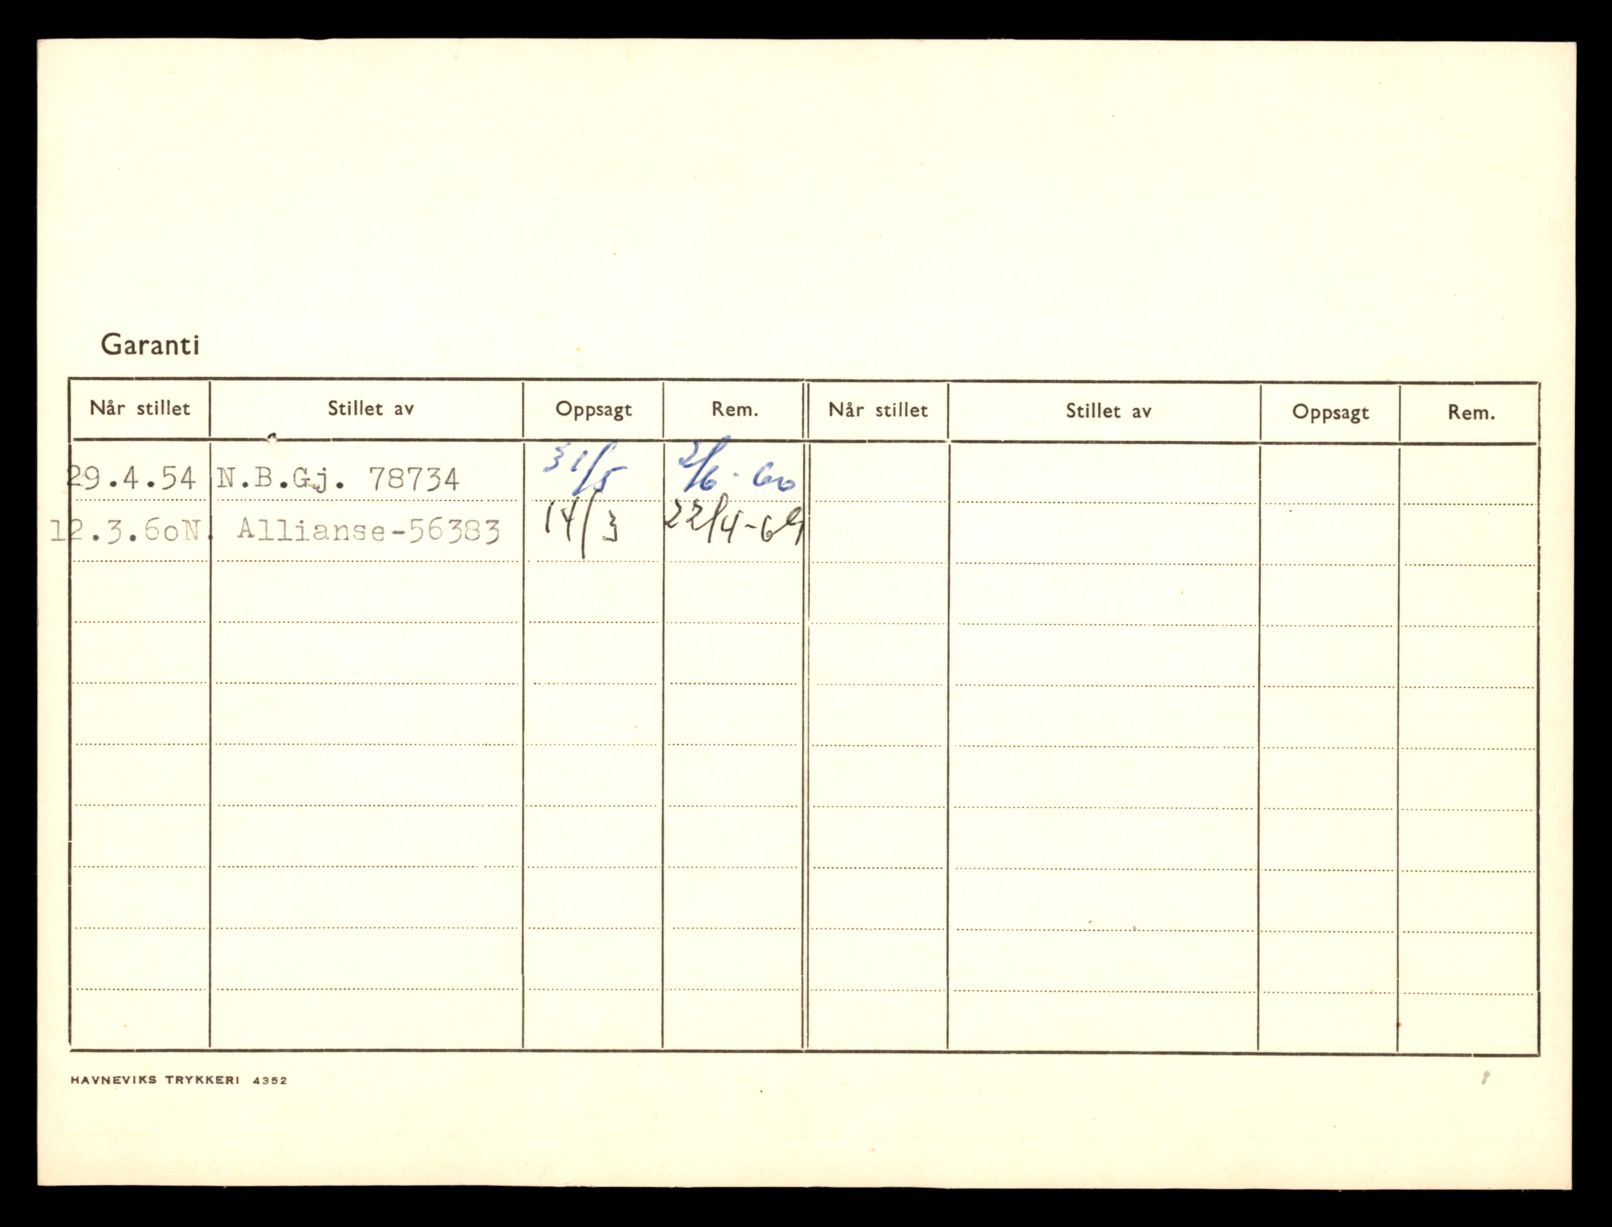 Garanti
Når stillet Stillet av Oppsagt Rem. Når stillet Stillet av Oppsagt Rem.
29.4.54 N.B.Gj. 78734 31/5 2/6-60
12.3.60N. Allianse-56383 14/3 22/4-69
HAVNEVIKS TRYKKERI 4352